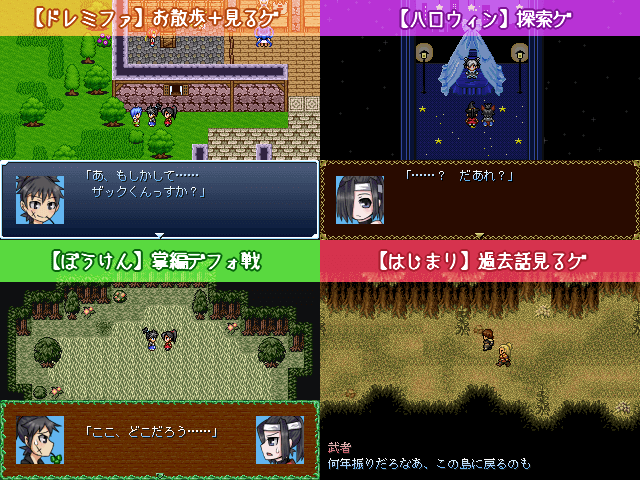 【ドレミファ】お散歩+見るゲ
「あ、もしかして……
ザックくんっすか?」
【ハロウィン】探索ゲ
「……? だあれ?」
【ぼうけん】掌編デフォ戦
「ここ、どこだろう……」
【はじまり】過去話見るゲ
武者
何年振りだろなあ、この島に戻るのも